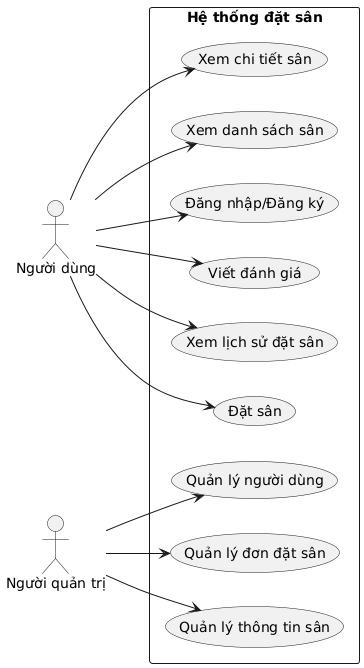 Hệ thống đặt sân
Xem chi tiết sân
Xem danh sách sân
Đăng nhập/Đăng ký
Người dùng
Viết đánh giá
Xem lịch sử đặt sân
Đặt sân
Quản lý người dùng
Quản lý đơn đặt sân
Người quản trị
Quản lý thông tin sân